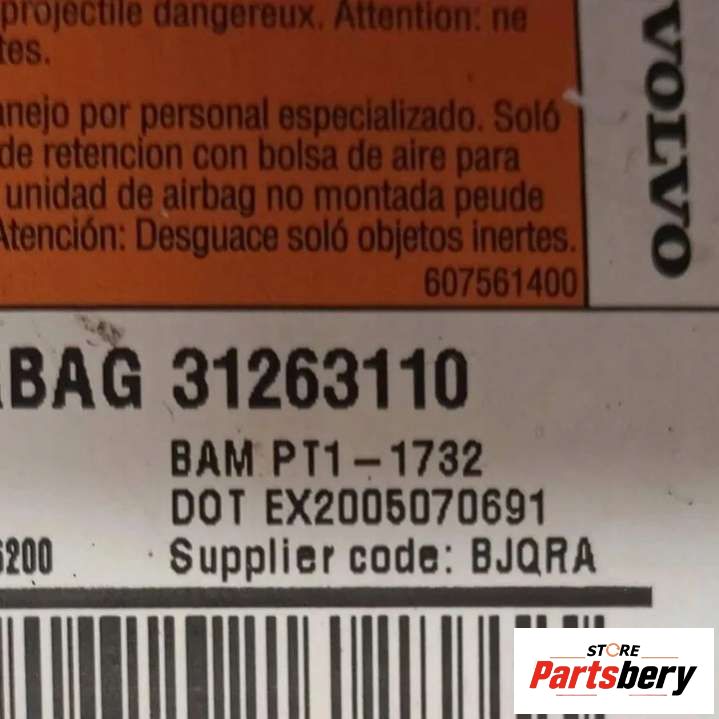 projectile dangereux. Attention: ne
tes.
anejo por personal especializado. Soló
de retencion con bolsa de aire para
unidad de airbag no montada peude
Atención: Desguace soló objetos inertes.
607561400
VOLVO
BAG 31263110
BAM PT1-1732
DOT EX2005070691
6200 Supplier code: BJQRA
STORE
Partsbery